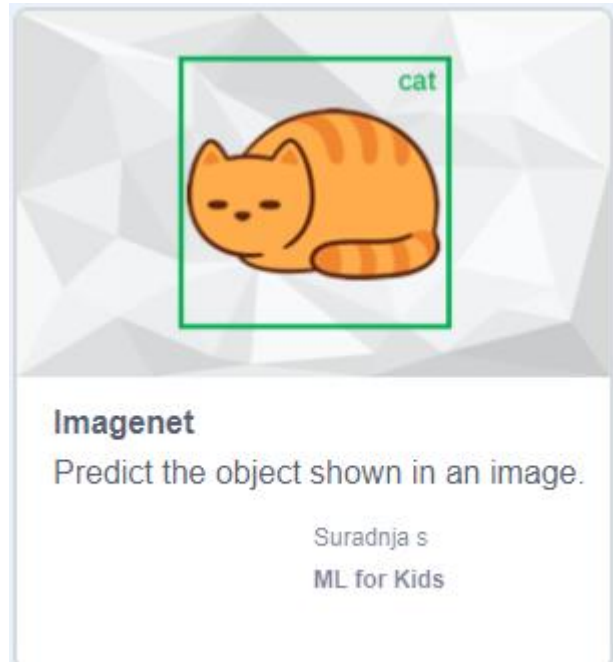 cat
Imagenet
Predict the object shown in an image.
Suradnja s
ML for Kids